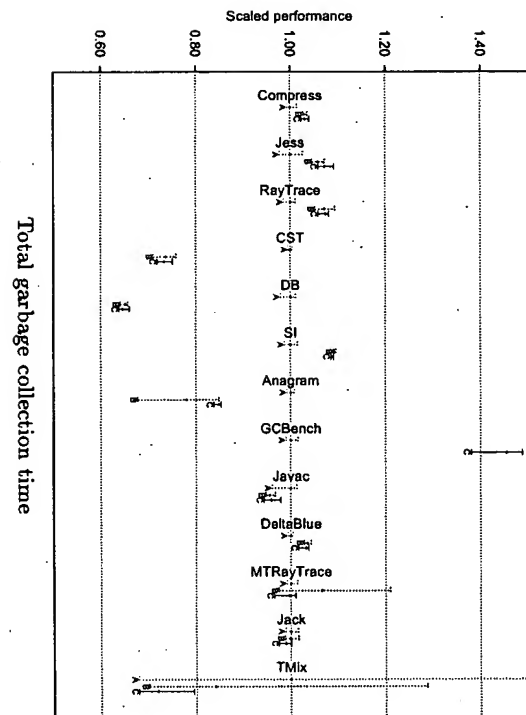 Scaled performance
0.60
0.80
1.00
1.20
1.40
Compress
A
B
C
Jess
A
B
C
RayTrace
A
B
C
CST
A
B
C
DB
A
B
C
SI
A
B
C
Anagram
A
B
C
GCBench
A
C
Javac
A
B
C
DeltaBlue
A
B
C
MTRayTrace
A
B
C
Jack
A
B
C
TMix
A
B
C
Total garbage collection time